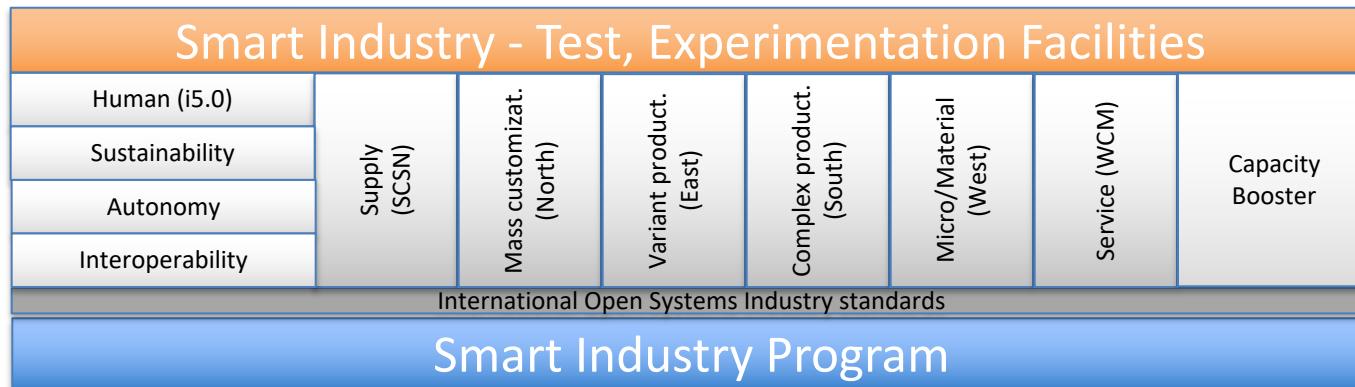 Smart Industry - Test, Experimentation Facilities
Human (i5.0)
Sustainability
Autonomy
Interoperability
Supply
(SCSN)
Mass customizat.
(North)
Variant product.
(East)
Complex product.
(South)
Micro/Material
(West)
Service (WCM)
Capacity
Booster
International Open Systems Industry standards
Smart Industry Program